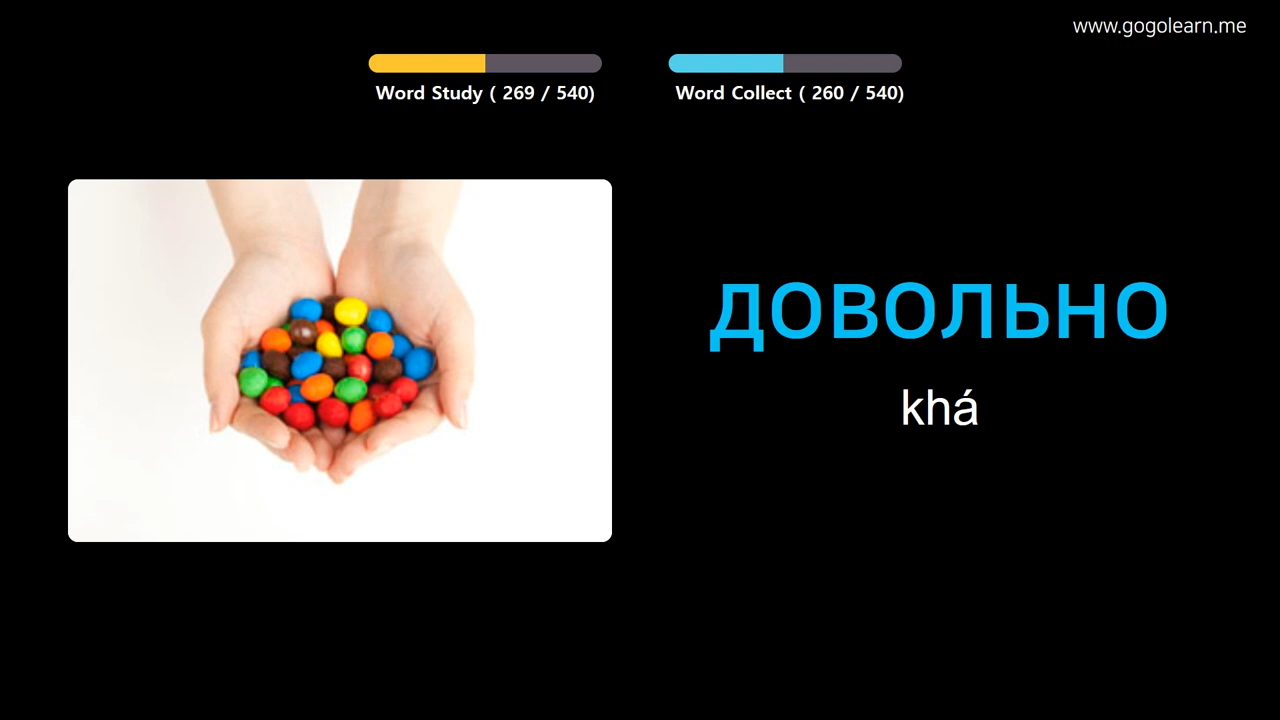 www.gogolearn.me
Word Study ( 269 / 540)
Word Collect ( 260 / 540)
довольно
khá